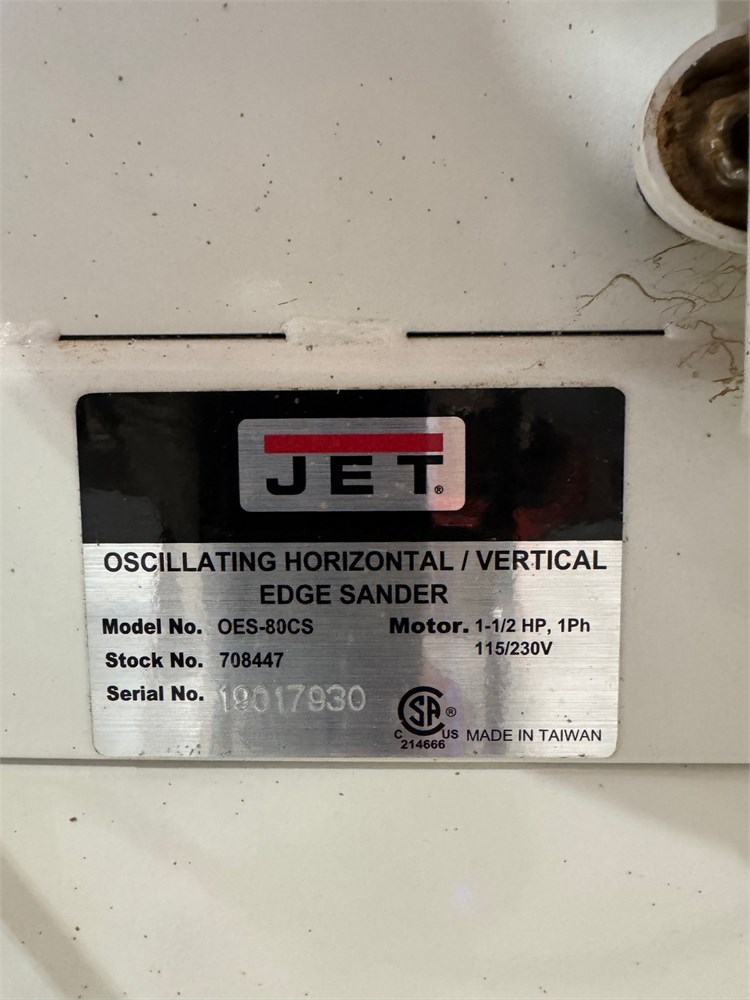 JET®
OSCILLATING HORIZONTAL / VERTICAL
EDGE SANDER
Model No. OES-80CS Motor. 1-1/2 HP, 1Ph
115/230V
Stock No. 708447
Serial No. 19017930
CSA®
C US
214666
MADE IN TAIWAN